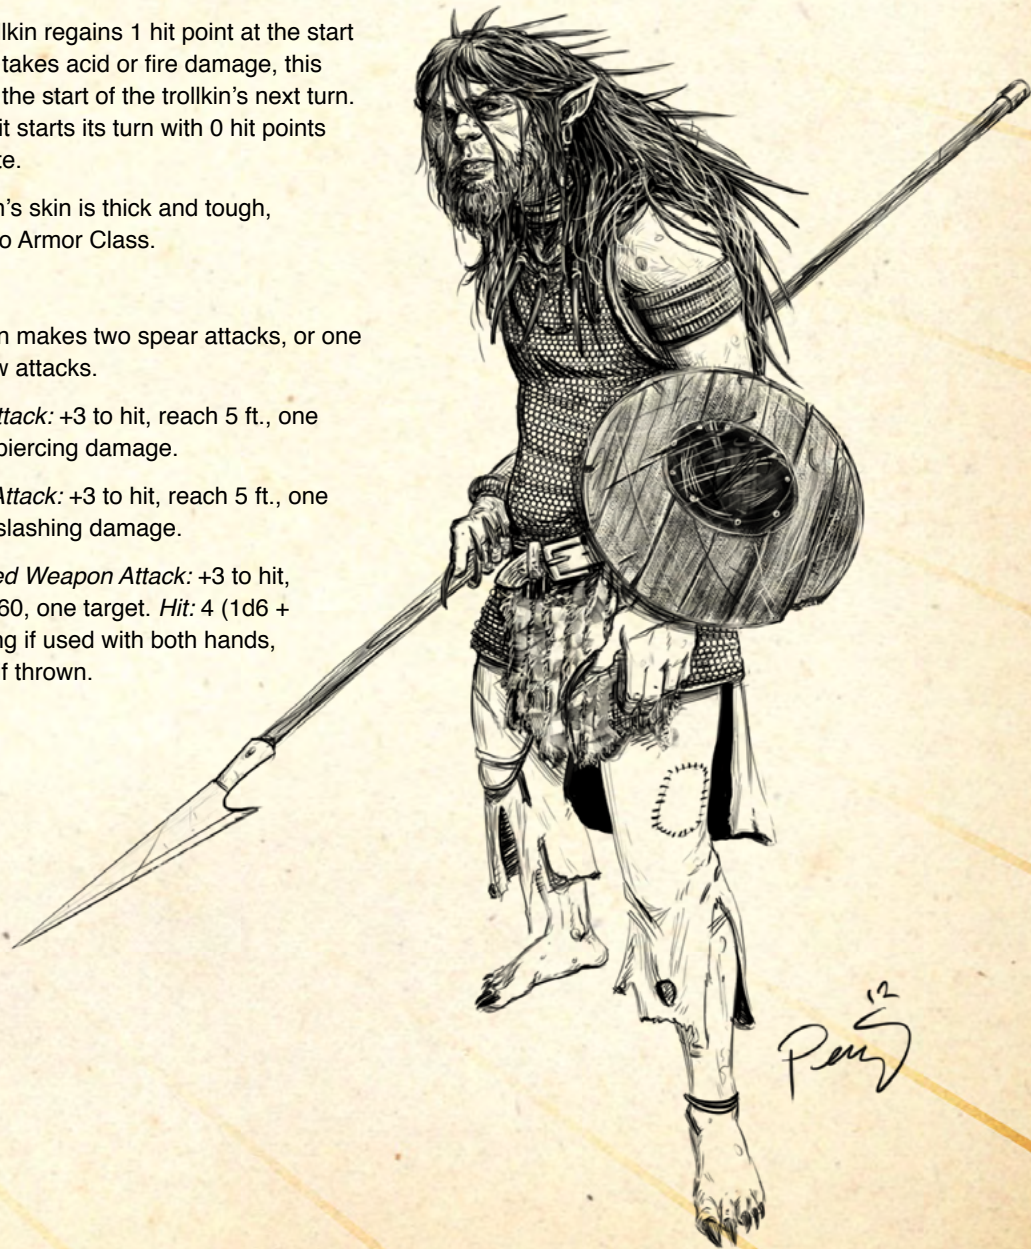 llkin regains 1 hit point at the start
takes acid or fire damage, this
the start of the trollkin’s next turn.
it starts its turn with 0 hit points
te.
n’s skin is thick and tough,
o Armor Class.
n makes two spear attacks, or one
w attacks.
ttack: +3 to hit, reach 5 ft., one
piercing damage.
Attack: +3 to hit, reach 5 ft., one
slashing damage.
ed Weapon Attack: +3 to hit,
60, one target. Hit: 4 (1d6 +
ng if used with both hands,
f thrown.
12